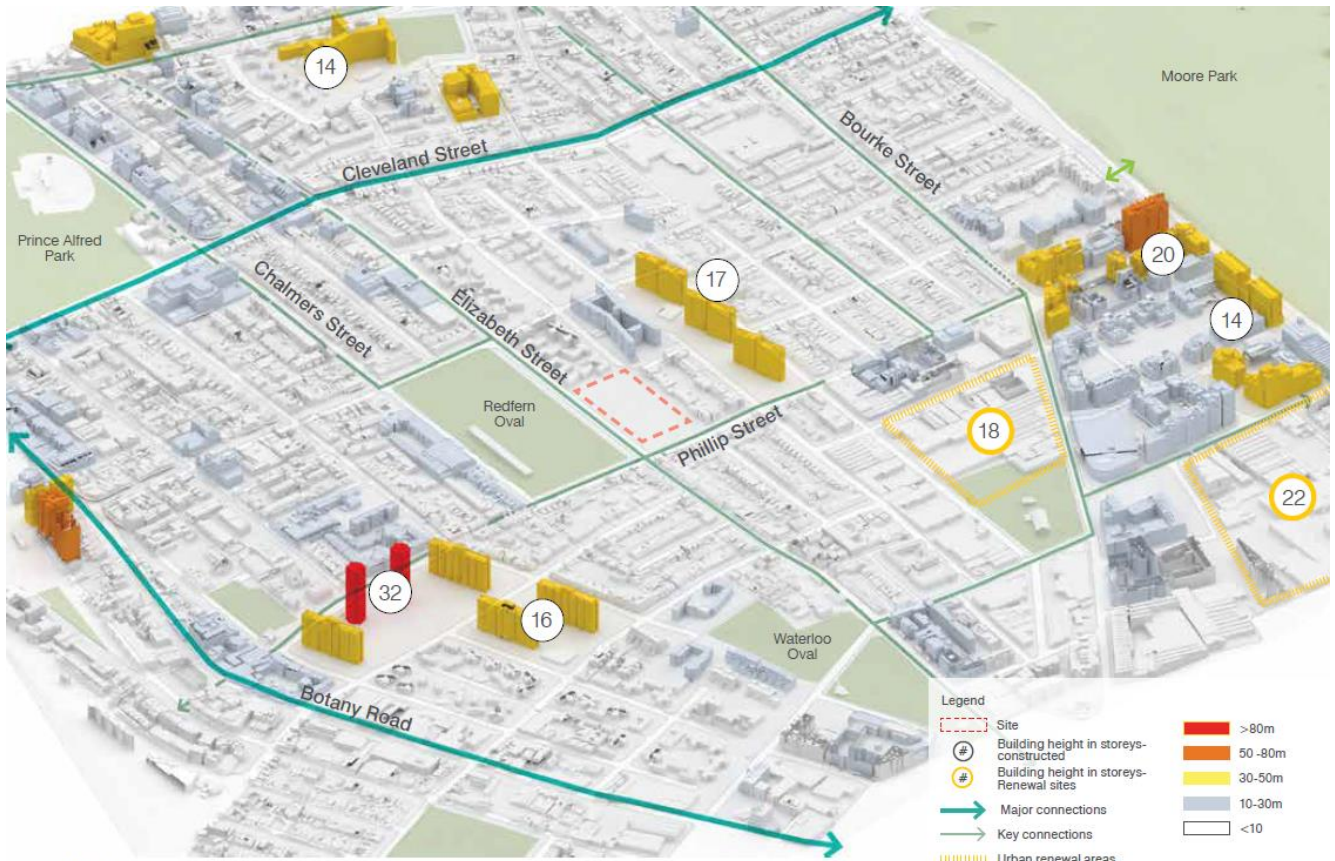 14
Moore Park
Bourke Street
Cleveland Street
Prince Alfred
Park
20
17
Chalmers Street
Elizabeth Street
14
Redfern
Oval
Phillip Street
18
22
32
16
Waterloo
Oval
Botany Road
Legend
Site
# Building height in storeys-
constructed
# Building height in storeys-
Renewal sites
Major connections
Key connections
Urban renewal areas
>80m
50 -80m
30-50m
10-30m
<10